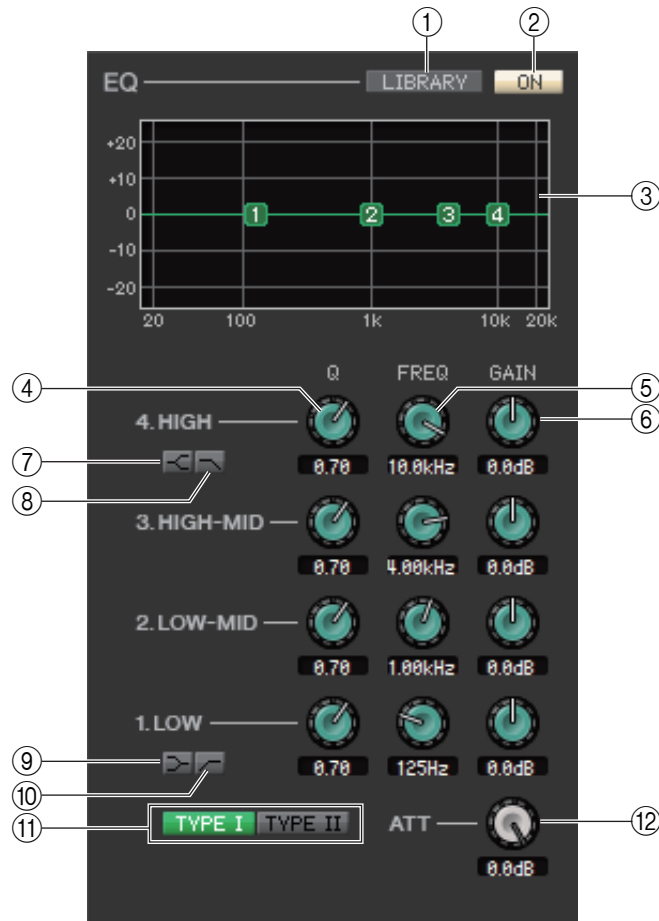 ① ②
EQ LIBRARY ON
+20
+10
0 1 2 3 4 ③
-10
-20
20 100 1k 10k 20k
Q FREQ GAIN
④ 4. HIGH ⑤
⑥
⑦ 0.70 10.0kHz 0.0dB
⑧
3. HIGH-MID
0.70 4.00kHz 0.0dB
2. LOW-MID
0.70 1.00kHz 0.0dB
1. LOW
⑨ 0.70 125Hz 0.0dB
⑩
⑪ TYPE I TYPE II ATT ⑫
0.0dB